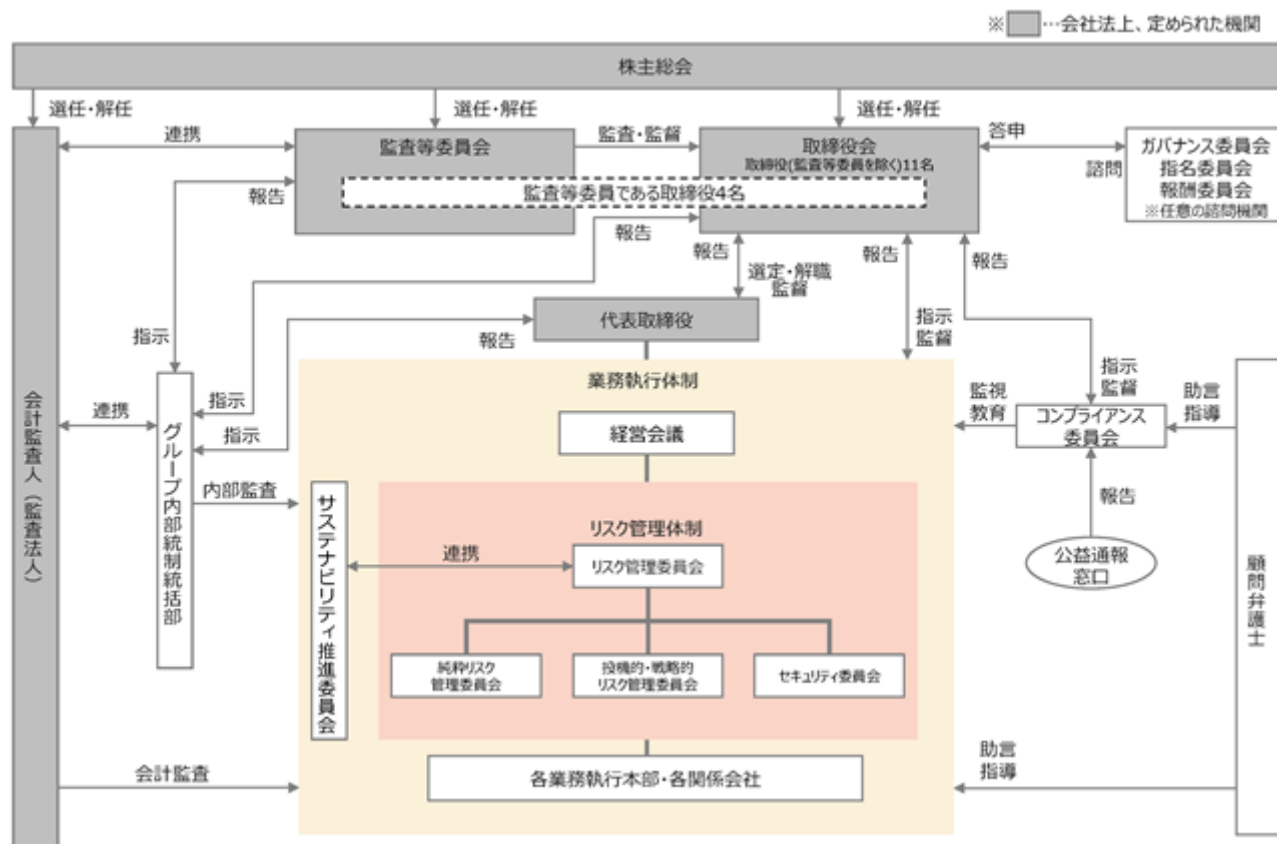 ※ …会社法上、定められた機関
株主総会
選任・解任
選任・解任
選任・解任
連携
監査等委員会
監査・監督
取締役会
取締役(監査等委員を除く)11名
監査等委員である取締役4名
答申
諮問
ガバナンス委員会
指名委員会
報酬委員会
※任意の諮問機関
報告
報告
報告
選定・解職
監督
報告
報告
代表取締役
指示
報告
指示
監督
業務執行体制
指示
監督
会計監査人(監査法人)
連携
グループ内部統制統括部
指示
指示
経営会議
監視
教育
コンプライアンス
委員会
助言
指導
内部監査
サステナビリティ推進委員会
リスク管理体制
連携
リスク管理委員会
報告
公益通報
窓口
顧問弁護士
純粋リスク
管理委員会
投機的・戦略的
リスク管理委員会
セキュリティ委員会
会計監査
各業務執行本部・各関係会社
助言
指導